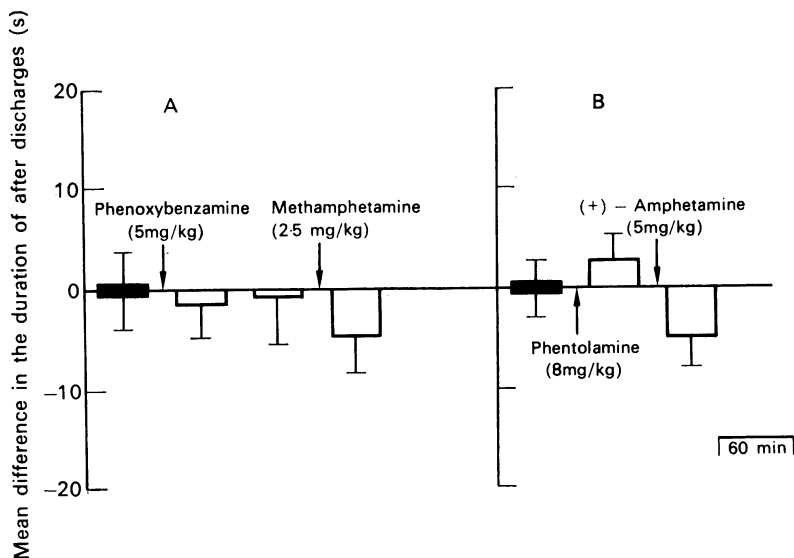 Mean difference in the duration of after discharges (s)
20
10
0
−10
−20
A
Phenoxybenzamine
(5mg/kg)
Methamphetamine
(2·5 mg/kg)
B
(+) − Amphetamine
(5mg/kg)
Phentolamine
(8mg/kg)
60 min